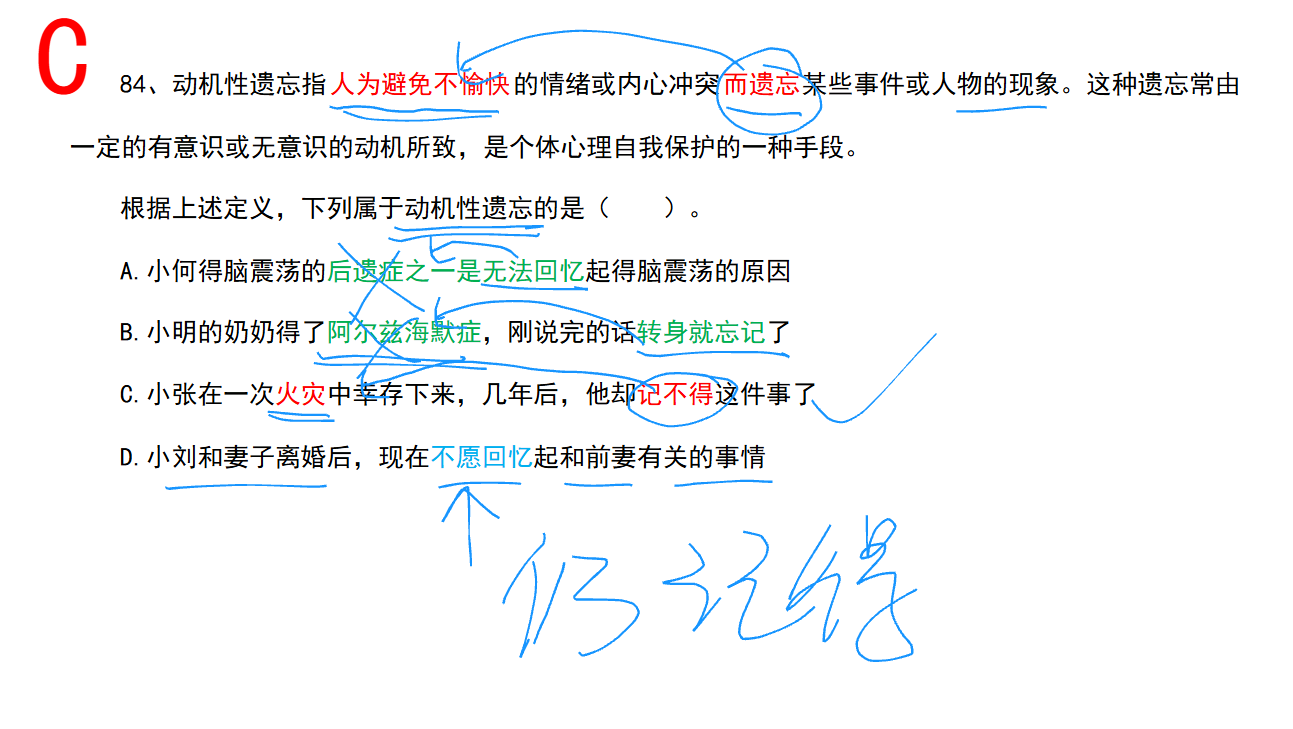 C
84、动机性遗忘指人为避免不愉快的情绪或内心冲突而遗忘某些事件或人物的现象。这种遗忘常由
一定的有意识或无意识的动机所致，是个体心理自我保护的一种手段。
根据上述定义，下列属于动机性遗忘的是（　　）。
A.小何得脑震荡的后遗症之一是无法回忆起得脑震荡的原因
B.小明的奶奶得了阿尔兹海默症，刚说完的话转身就忘记了
C.小张在一次火灾中幸存下来，几年后，他却记不得这件事了
D.小刘和妻子离婚后，现在不愿回忆起和前妻有关的事情
仍记得